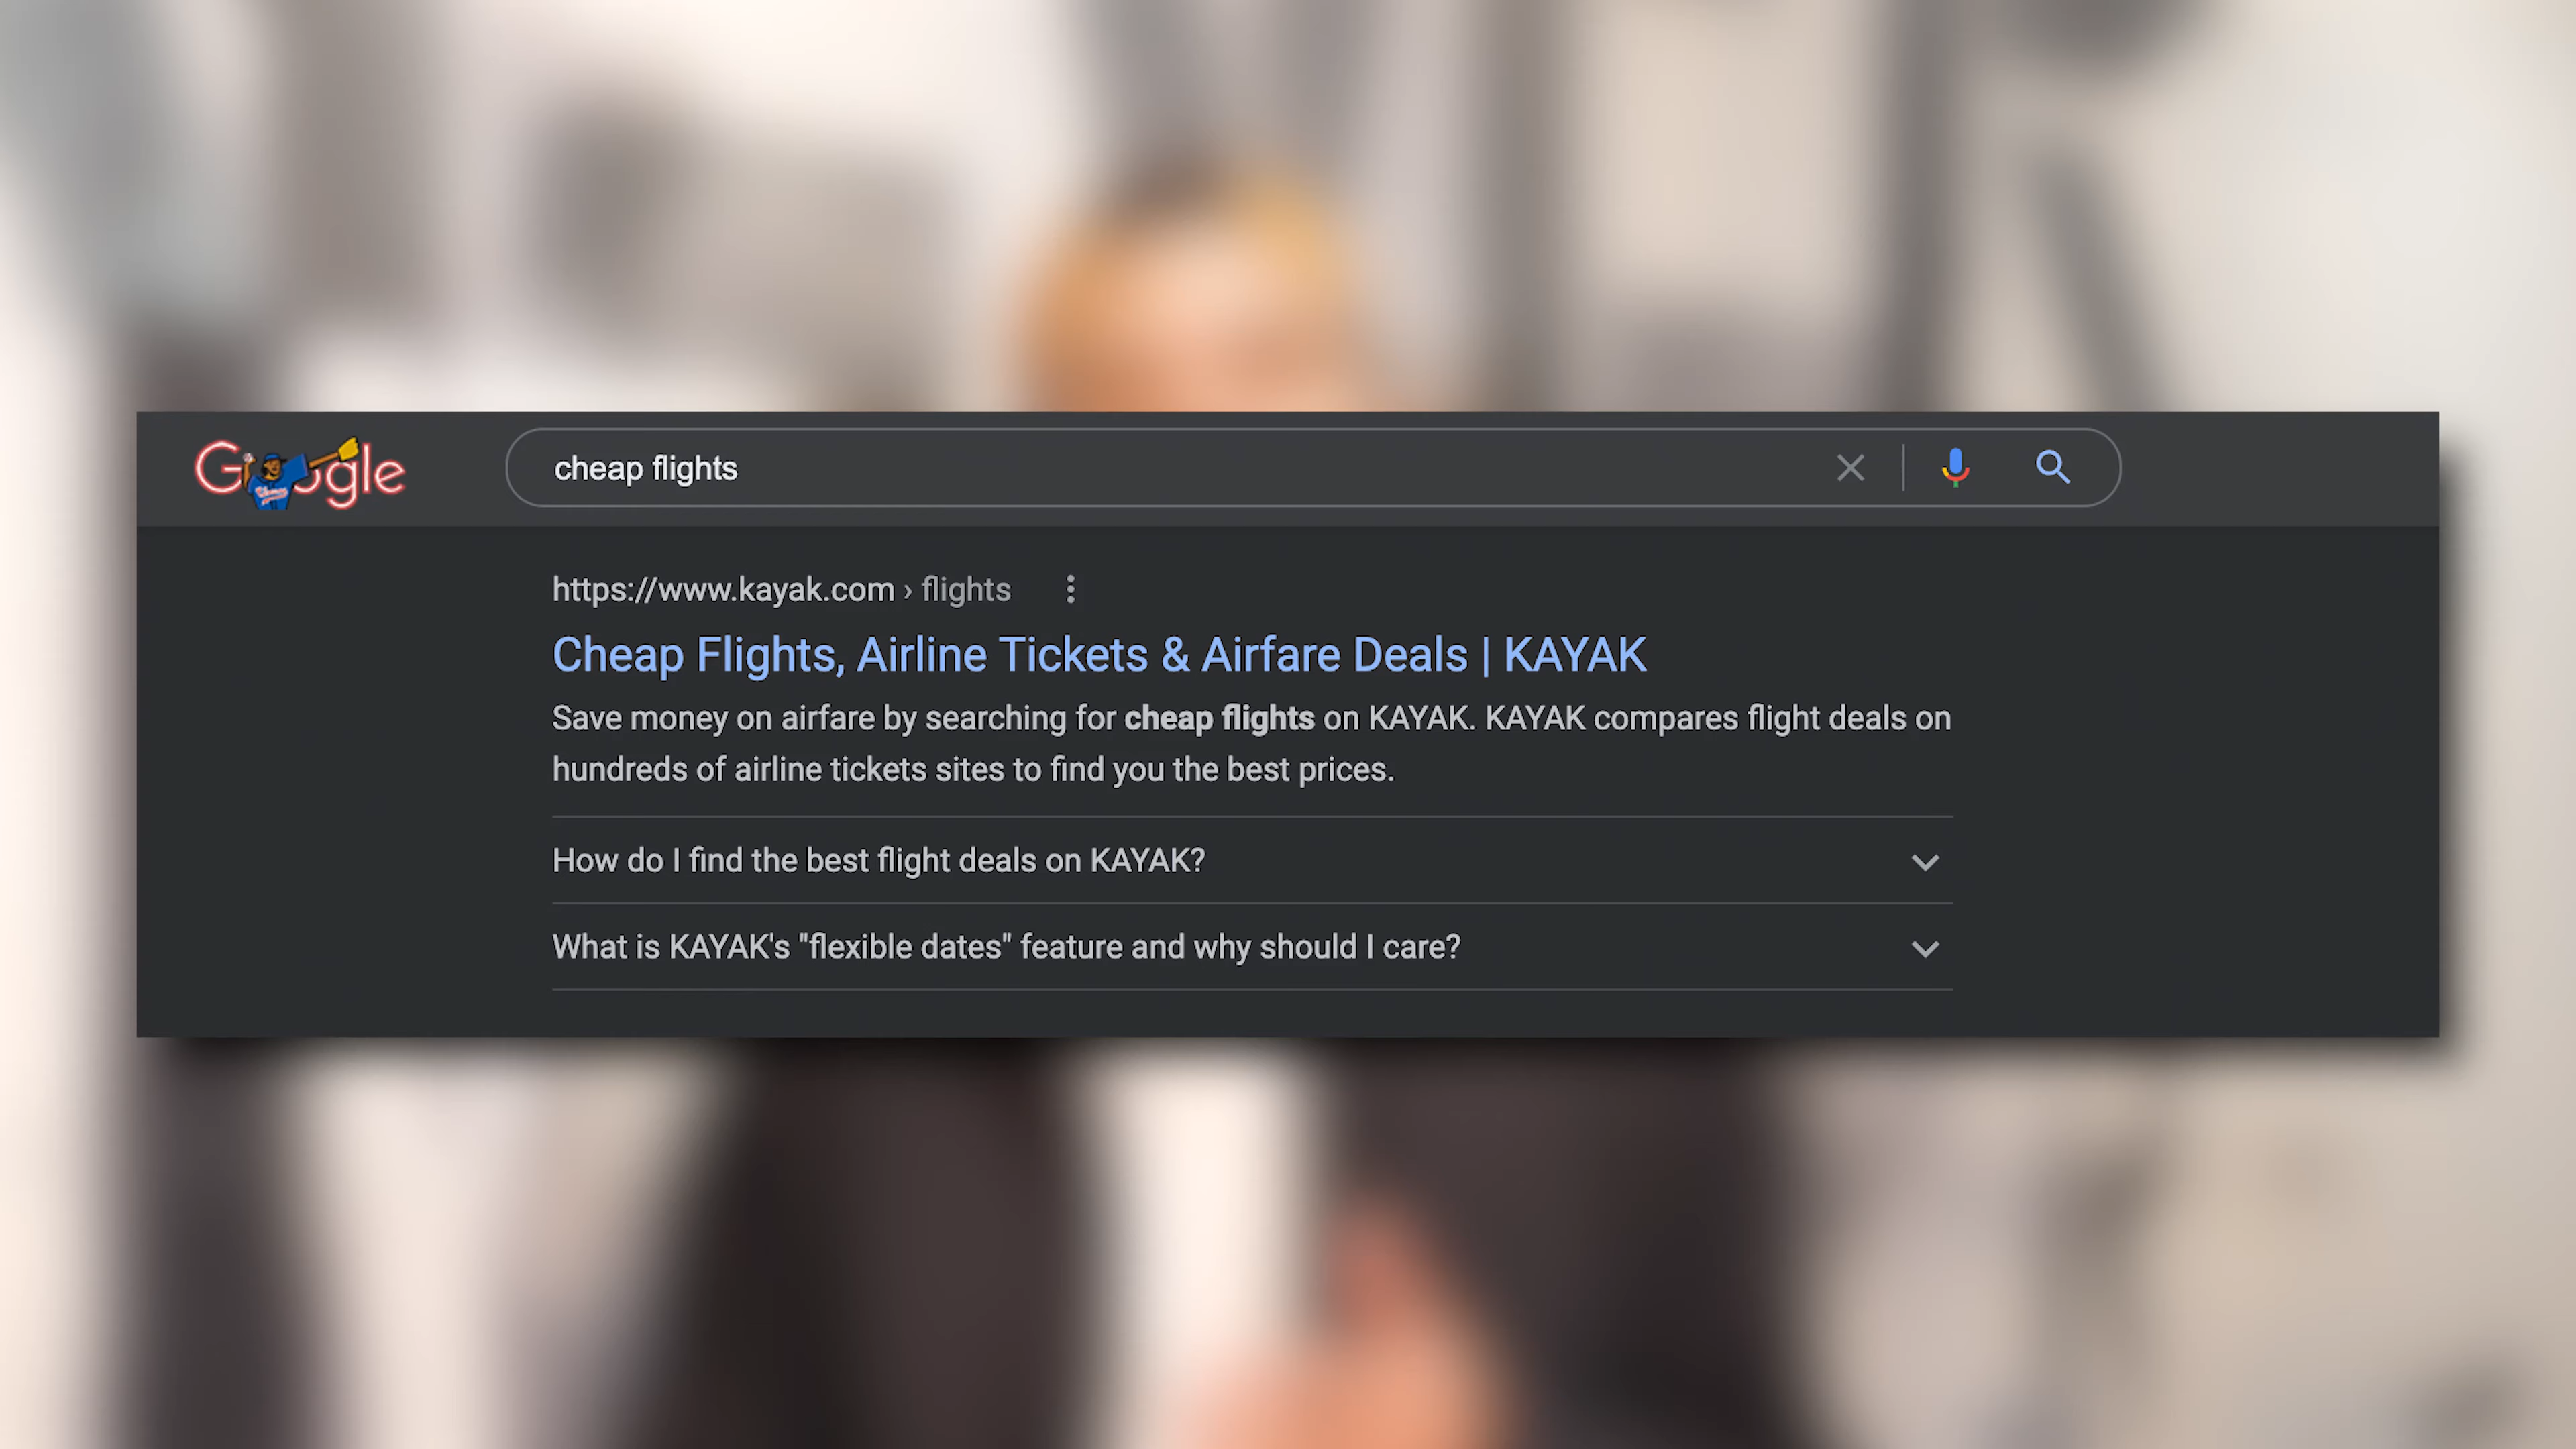 Google
cheap flights
https://www.kayak.com › flights
Cheap Flights, Airline Tickets & Airfare Deals | KAYAK
Save money on airfare by searching for cheap flights on KAYAK. KAYAK compares flight deals on
hundreds of airline tickets sites to find you the best prices.
How do I find the best flight deals on KAYAK?
What is KAYAK's "flexible dates" feature and why should I care?